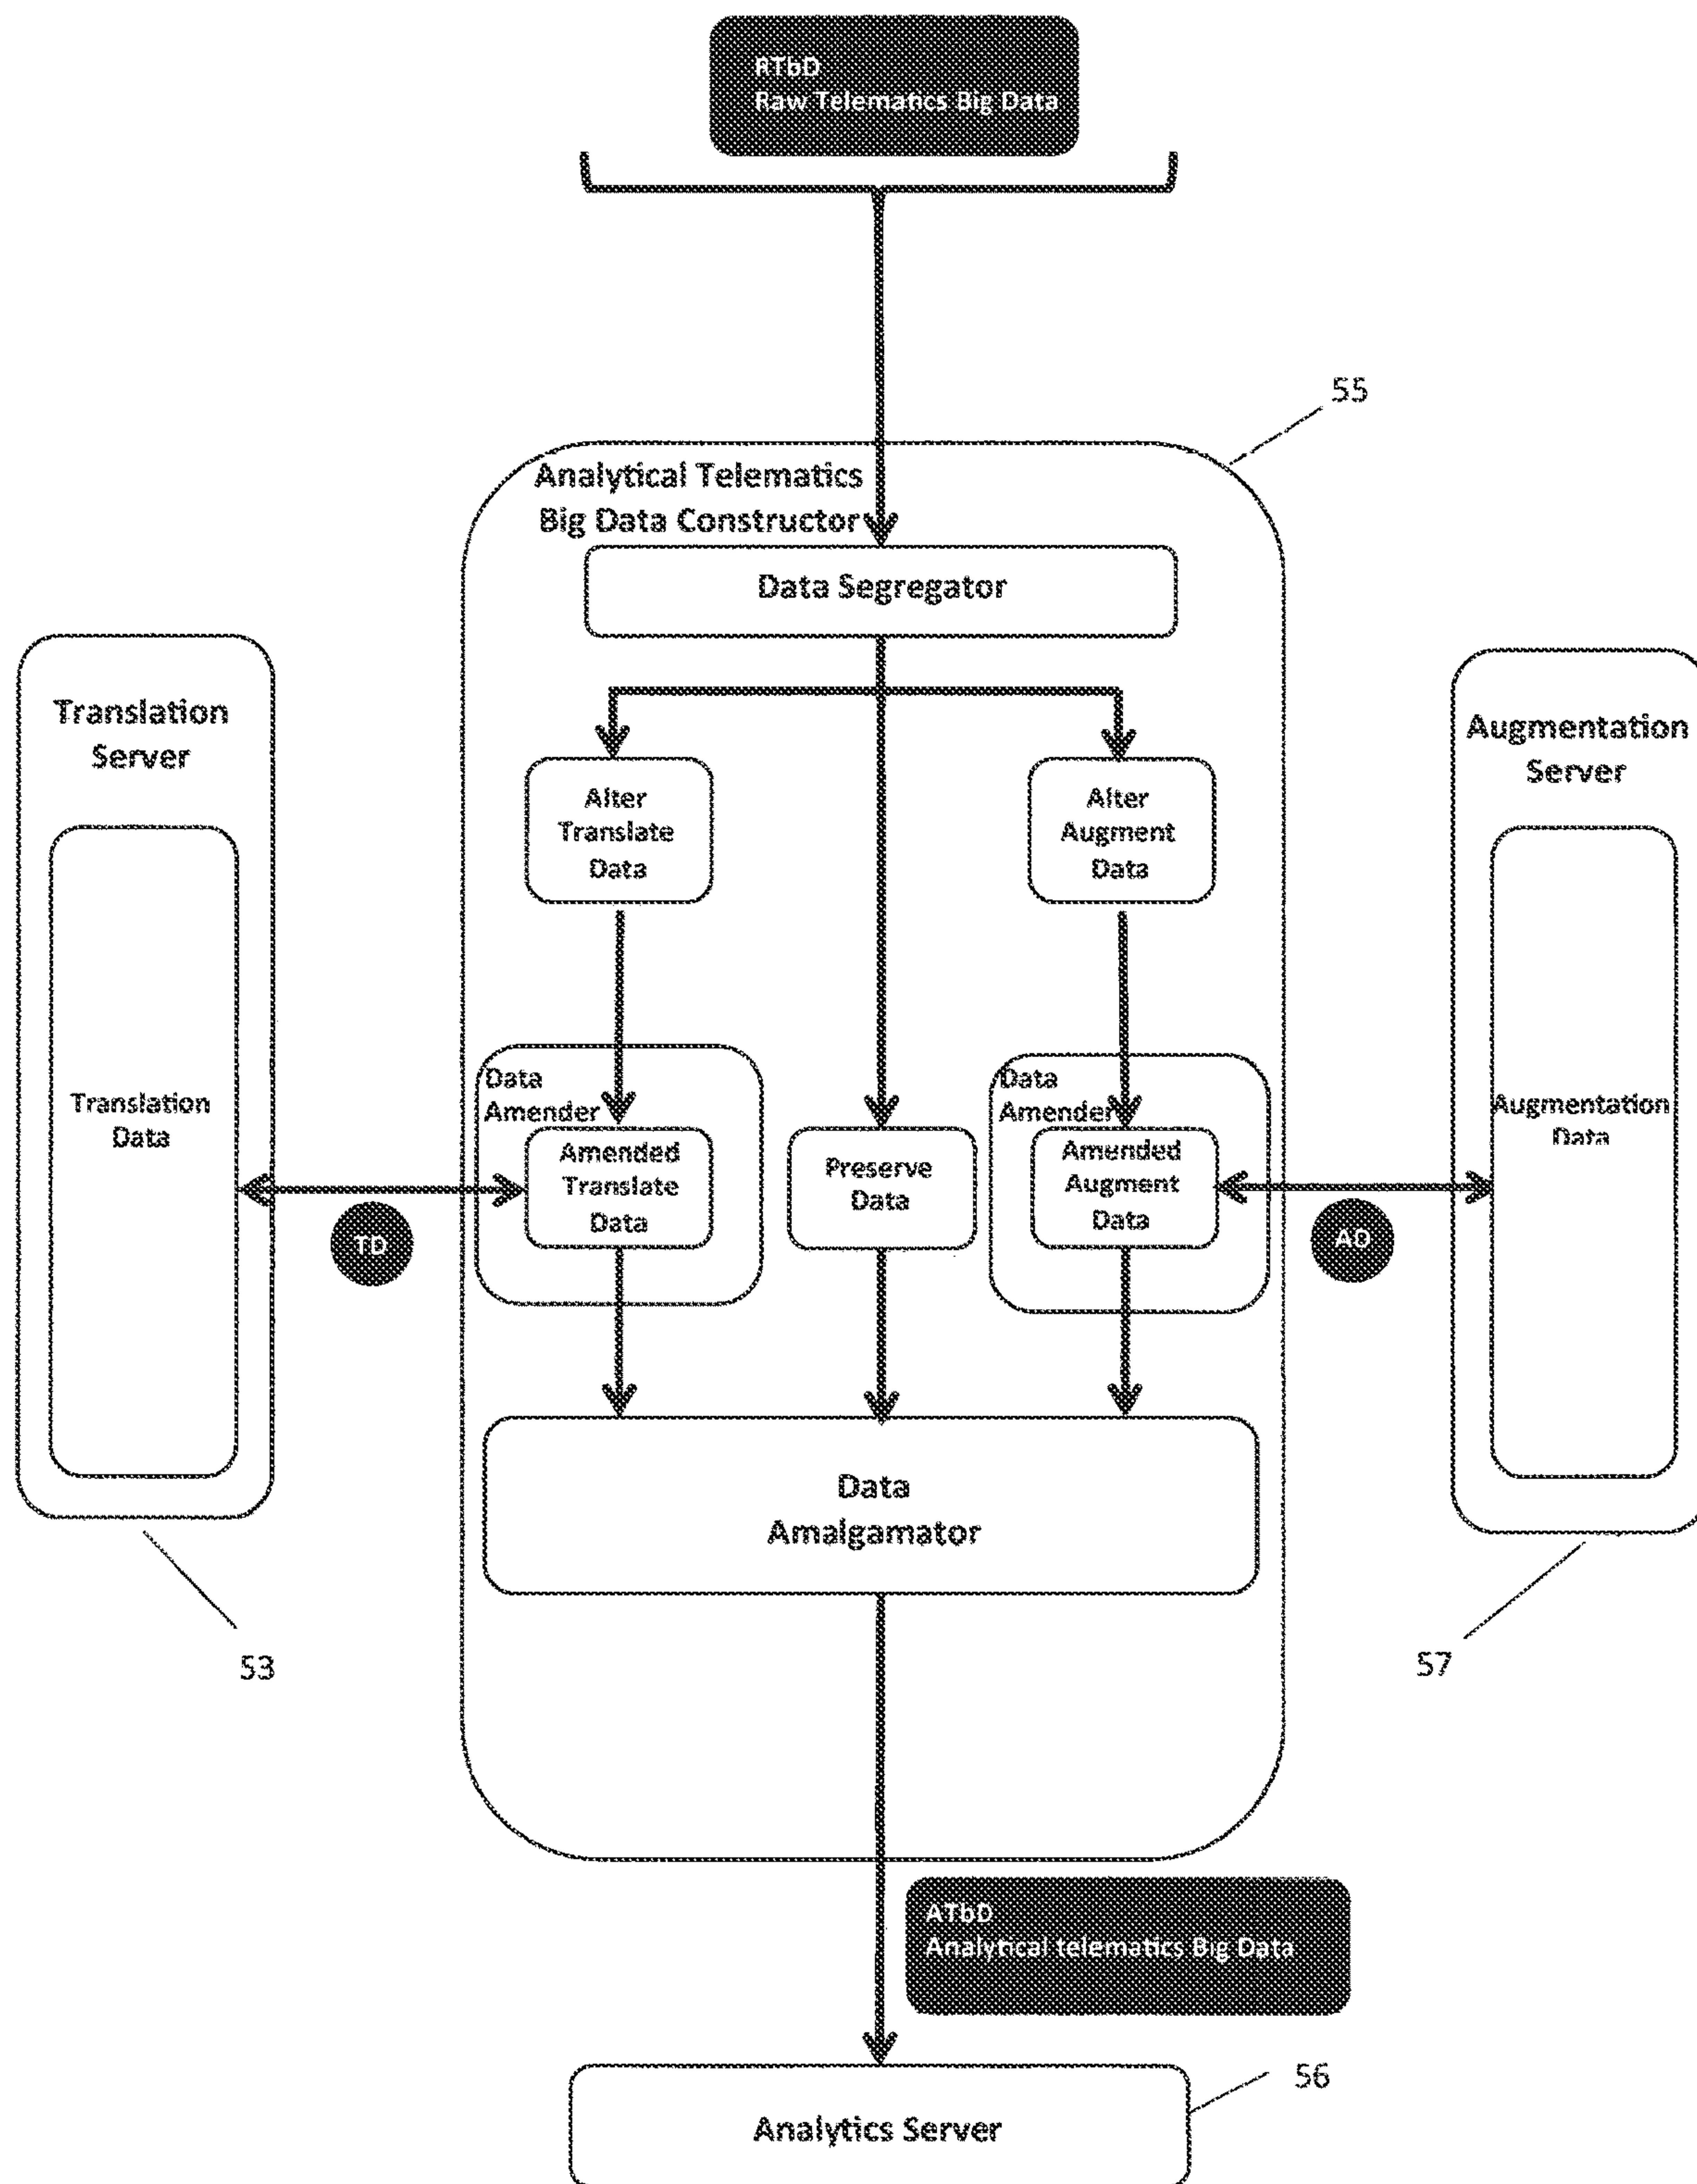 RTbD
Raw Telematics Big Data
55
Analytical Telematics
Big Data Constructor
Data Segregator
Translation
Server
Augmentation
Server
Alter
Translate
Data
Alter
Augment
Data
Translation
Data
Data
Amender
Amended
Translate
Data
Preserve
Data
Data
Amender
Amended
Augment
Data
Augmentation
Data
TD
AD
Data
Amalgamator
53
57
ATbD
Analytical telematics Big Data
56
Analytics Server